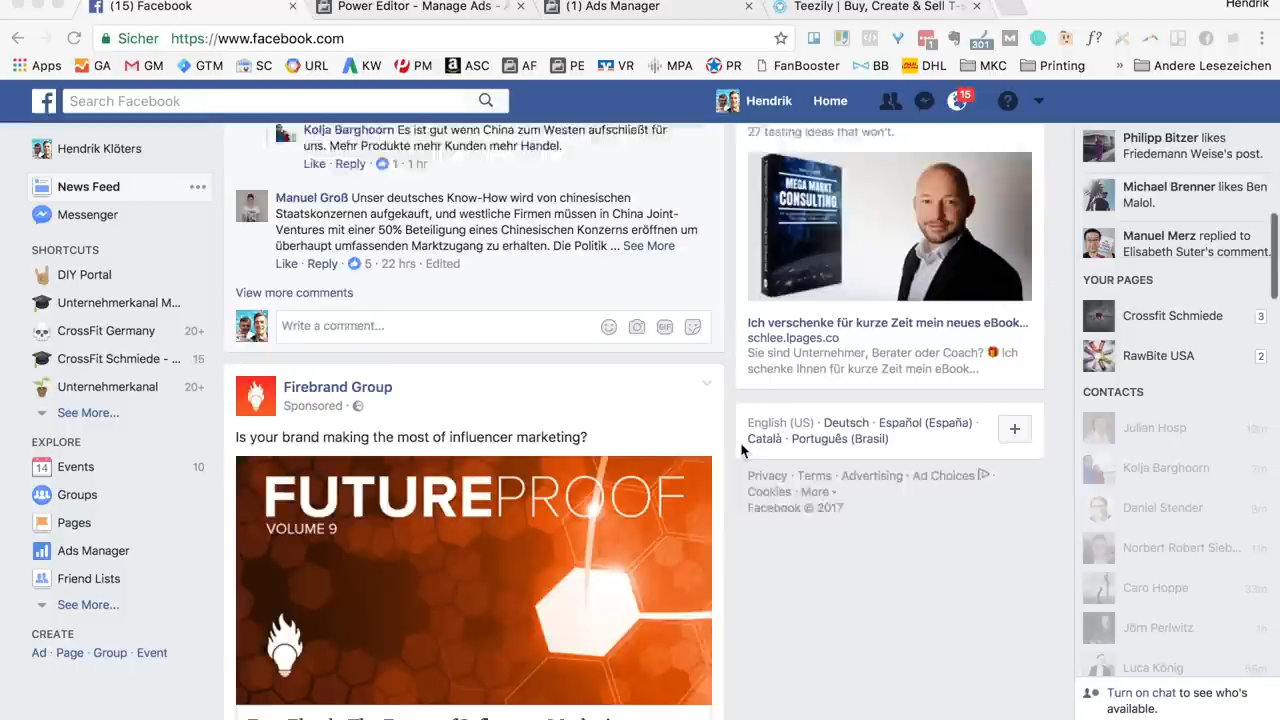 (15) Facebook
Power Editor - Manage Ads -
(1) Ads Manager
Teezily | Buy, Create & Sell T-s
Hendrik
Sicher https://www.facebook.com
1
301
f?
Apps GA GM GTM SC URL KW PM ASC AF PE VR MPA PR FanBooster BB DHL MKC Printing » Andere Lesezeichen
Search Facebook
Hendrik Home 15
Hendrik Klöters
News Feed
Messenger
SHORTCUTS
DIY Portal
Unternehmerkanal M...
CrossFit Germany 20+
CrossFit Schmiede - ... 15
Unternehmerkanal 20+
See More...
EXPLORE
14 Events 10
Groups
Pages
Ads Manager
Friend Lists
See More...
CREATE
Ad · Page · Group · Event
Kolja Barghoorn Es ist gut wenn China zum Westen aufschließt für
uns. Mehr Produkte mehr Kunden mehr Handel.
Like · Reply · 1 · 1 hr
Manuel Groß Unser deutsches Know-How wird von chinesischen
Staatskonzernen aufgekauft, und westliche Firmen müssen in China Joint-
Ventures mit einer 50% Beteiligung eines Chinesischen Konzerns eröffnen um
überhaupt umfassenden Marktzugang zu erhalten. Die Politik ... See More
Like · Reply · 5 · 22 hrs · Edited
View more comments
Write a comment...
GIF
Firebrand Group
Sponsored ·
Is your brand making the most of influencer marketing?
FUTUREPROOF
VOLUME 9
27 tasting ideas that won't.
MEGA MARKT
CONSULTING
Ich verschenke für kurze Zeit mein neues eBook...
schlee.lpages.co
Sie sind Unternehmer, Berater oder Coach? Ich
schenke Ihnen für kurze Zeit mein eBook...
English (US) · Deutsch · Español (España) ·
Català · Português (Brasil)
+
Privacy · Terms · Advertising · Ad Choices ·
Cookies · More
Facebook © 2017
Philipp Bitzer likes
Friedemann Weise's post.
Michael Brenner likes Ben
Malol.
Manuel Merz replied to
Elisabeth Suter's comment.
YOUR PAGES
Crossfit Schmiede 3
RawBite USA 2
CONTACTS
Julian Hosp
Kolja Barghoorn 7m
Daniel Stender 3m
Norbert Robert Sieb...
Caro Hoppe 33m
Jörn Perlwitz 1h
Luca König
Turn on chat to see who's
available.